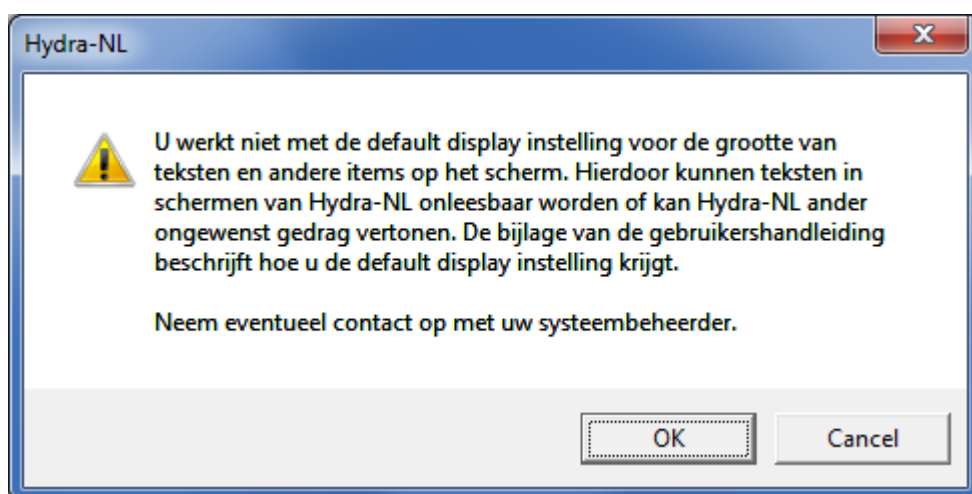 Hydra-NL
U werkt niet met de default display instelling voor de grootte van
teksten en andere items op het scherm. Hierdoor kunnen teksten in
schermen van Hydra-NL onleesbaar worden of kan Hydra-NL ander
ongewenst gedrag vertonen. De bijlage van de gebruikershandleiding
beschrijft hoe u de default display instelling krijgt.
Neem eventueel contact op met uw systeembeheerder.
OK
Cancel